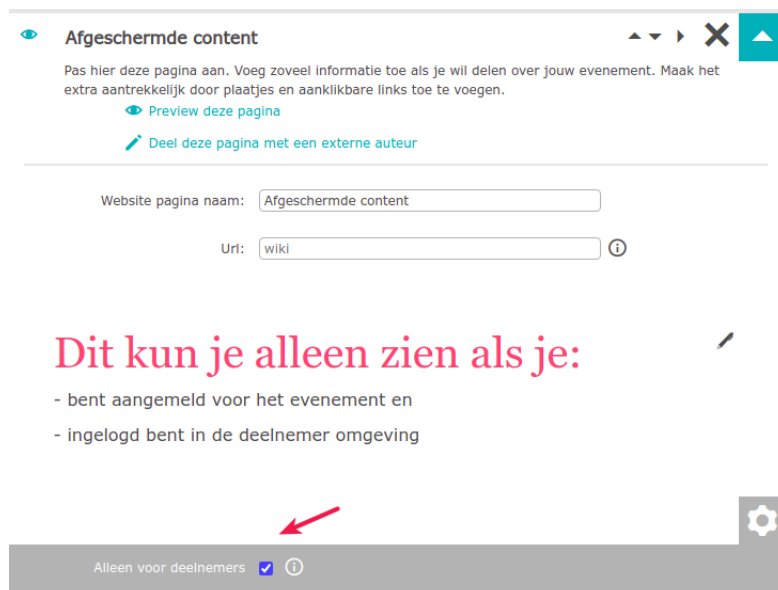 Afgeschermde content
Pas hier deze pagina aan. Voeg zoveel informatie toe als je wil delen over jouw evenement. Maak het
extra aantrekkelijk door plaatjes en aanklikbare links toe te voegen.
Preview deze pagina
Deel deze pagina met een externe auteur
Website pagina naam: Afgeschermde content
Url: wiki
Dit kun je alleen zien als je:
- bent aangemeld voor het evenement en
- ingelogd bent in de deelnemer omgeving
Alleen voor deelnemers